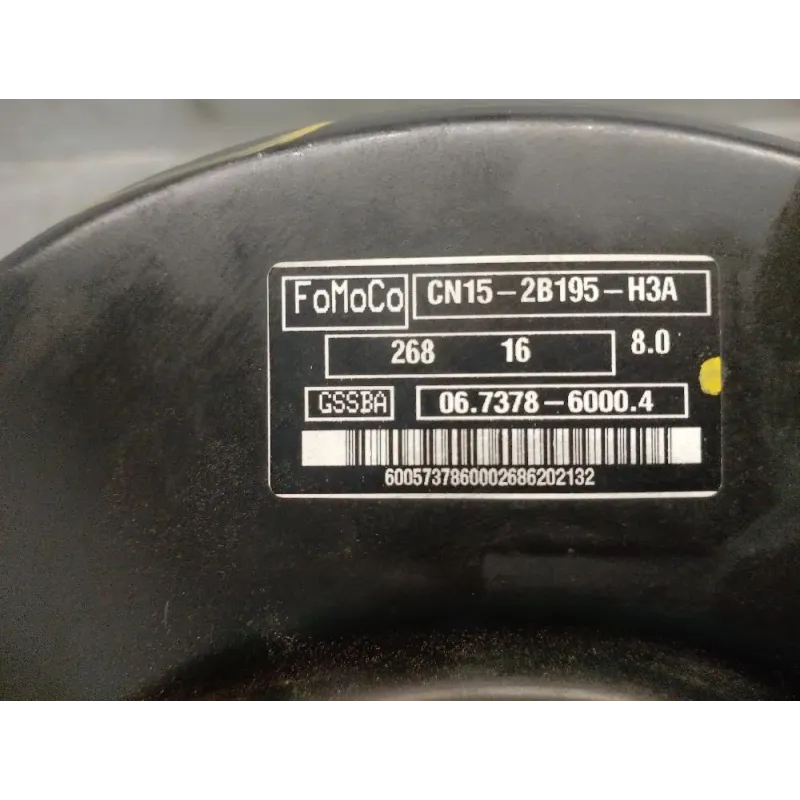 FoMoCo CN15-2B195-H3A
268 16 8.0
GSSBA 06.7378-6000.4
6005737860002686202132